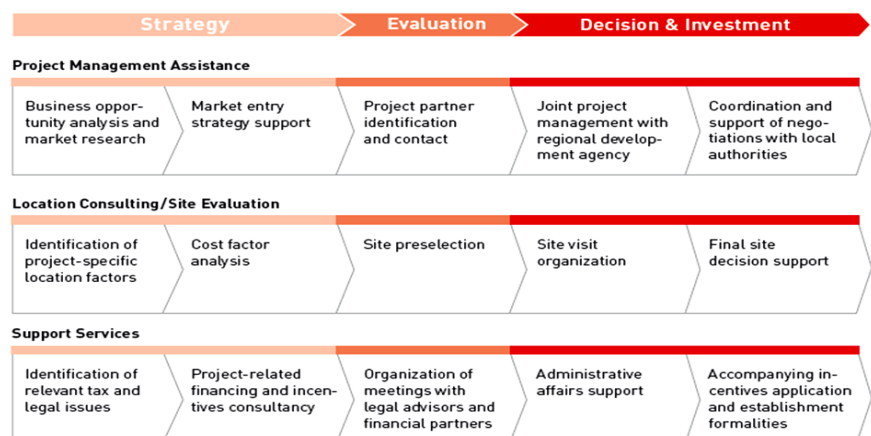 Strategy
Evaluation
Decision & Investment
Project Management Assistance
Business oppor-
tunity analysis and
market research
Market entry
strategy support
Project partner
identification
and contact
Joint project
management with
regional develop-
ment agency
Coordination and
support of nego-
tiations with local
authorities
Location Consulting/Site Evaluation
Identification of
project-specific
location factors
Cost factor
analysis
Site preselection
Site visit
organization
Final site
decision support
Support Services
Identification of
relevant tax and
legal issues
Project-related
financing and incen-
tives consultancy
Organization of
meetings with
legal advisors and
financial partners
Administrative
affairs support
Accompanying in-
centives application
and establishment
formalities